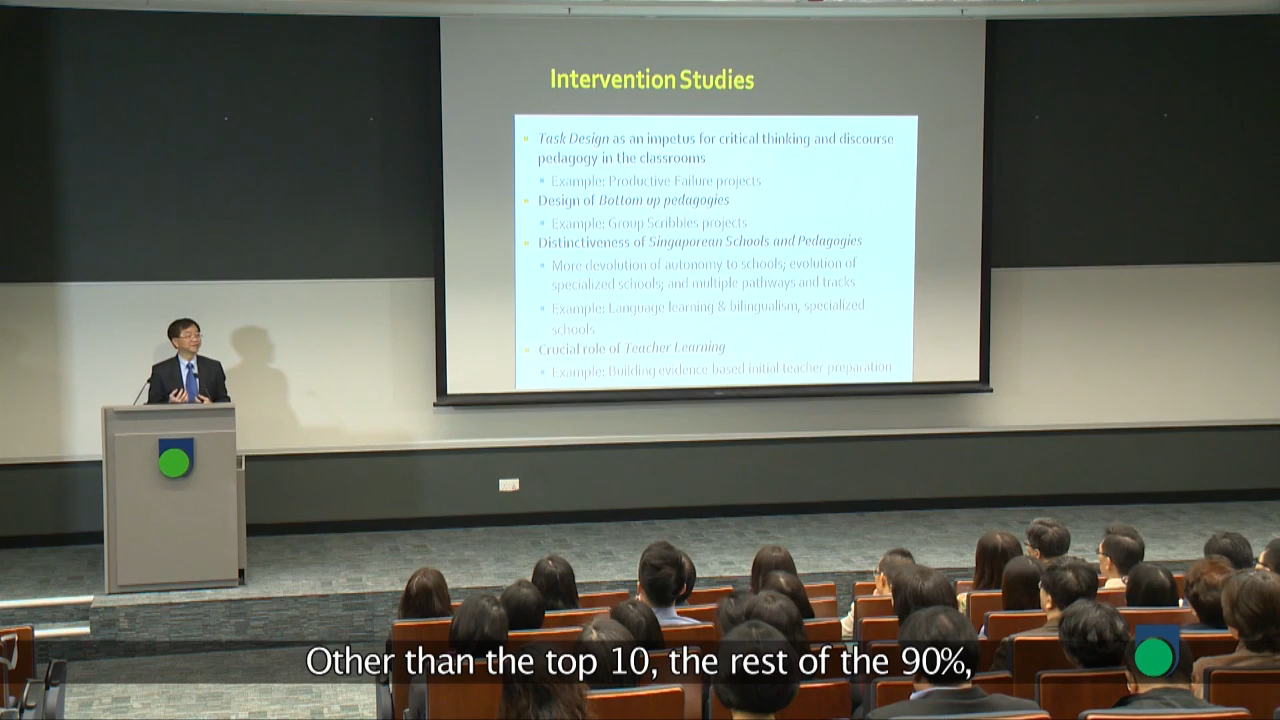 Intervention Studies
Task Design as an impetus for critical thinking and discourse
pedagogy in the classrooms
Example: Productive Failure projects
Design of Bottom up pedagogies
Example: Group Scribbles projects
Distinctiveness of Singaporean Schools and Pedagogies
More devolution of autonomy to schools; evolution of
specialized schools; and multiple pathways and tracks
Example: Language learning & bilingualism, specialized
schools
Crucial role of Teacher Learning
Example: Building evidence based initial teacher preparation
Other than the top 10, the rest of the 90%,